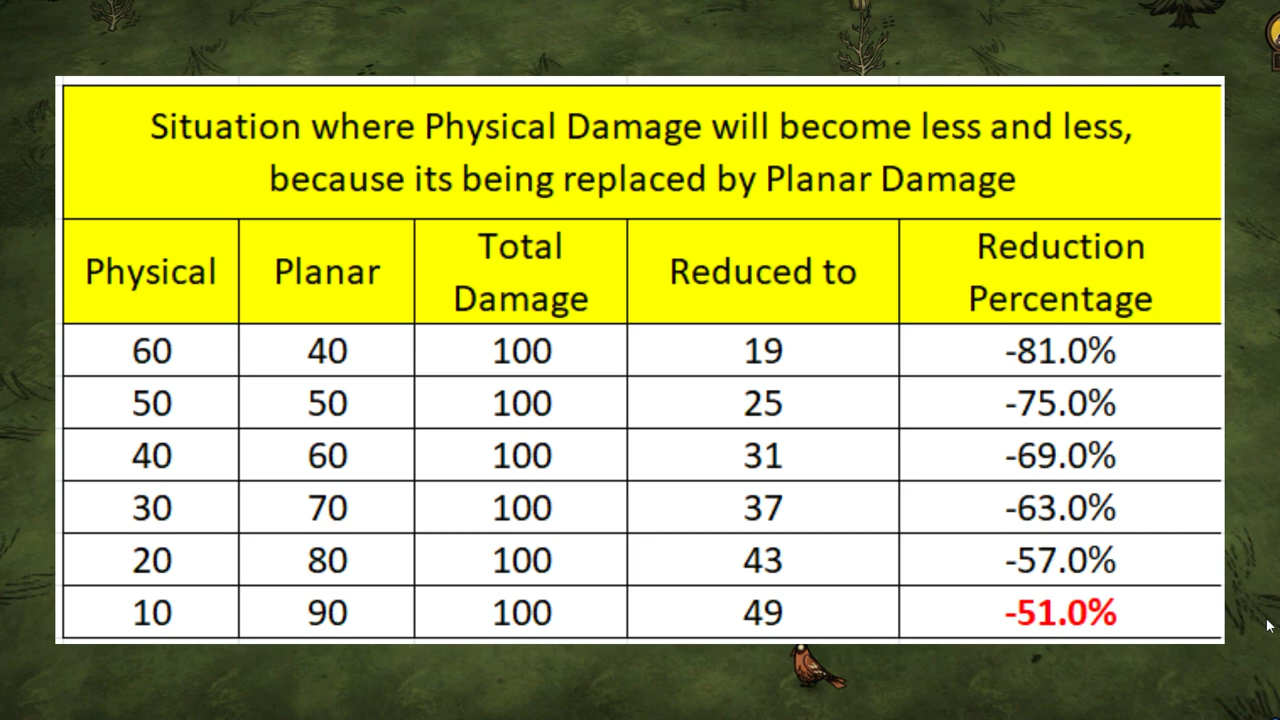 Situation where Physical Damage will become less and less,
because its being replaced by Planar Damage
Physical Planar Total Damage Reduced to Reduction Percentage
60 40 100 19 -81.0%
50 50 100 25 -75.0%
40 60 100 31 -69.0%
30 70 100 37 -63.0%
20 80 100 43 -57.0%
10 90 100 49 -51.0%